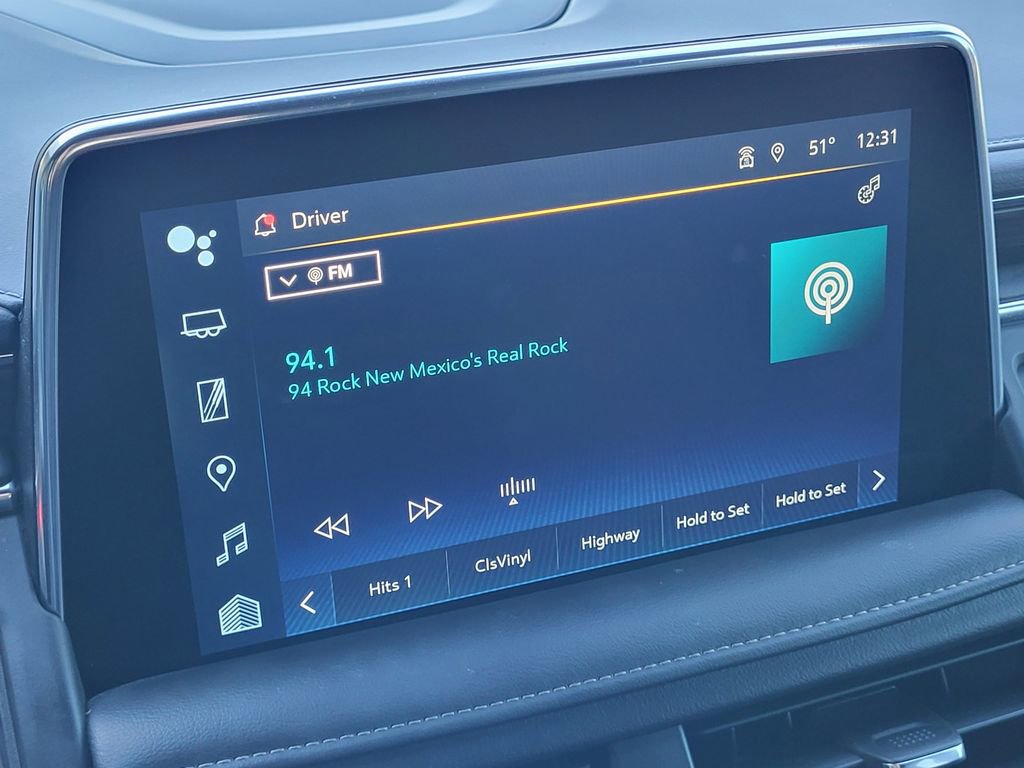 51° 12:31
Driver
FM
94.1
94 Rock New Mexico's Real Rock
Hits 1 ClsVinyl Highway Hold to Set Hold to Set